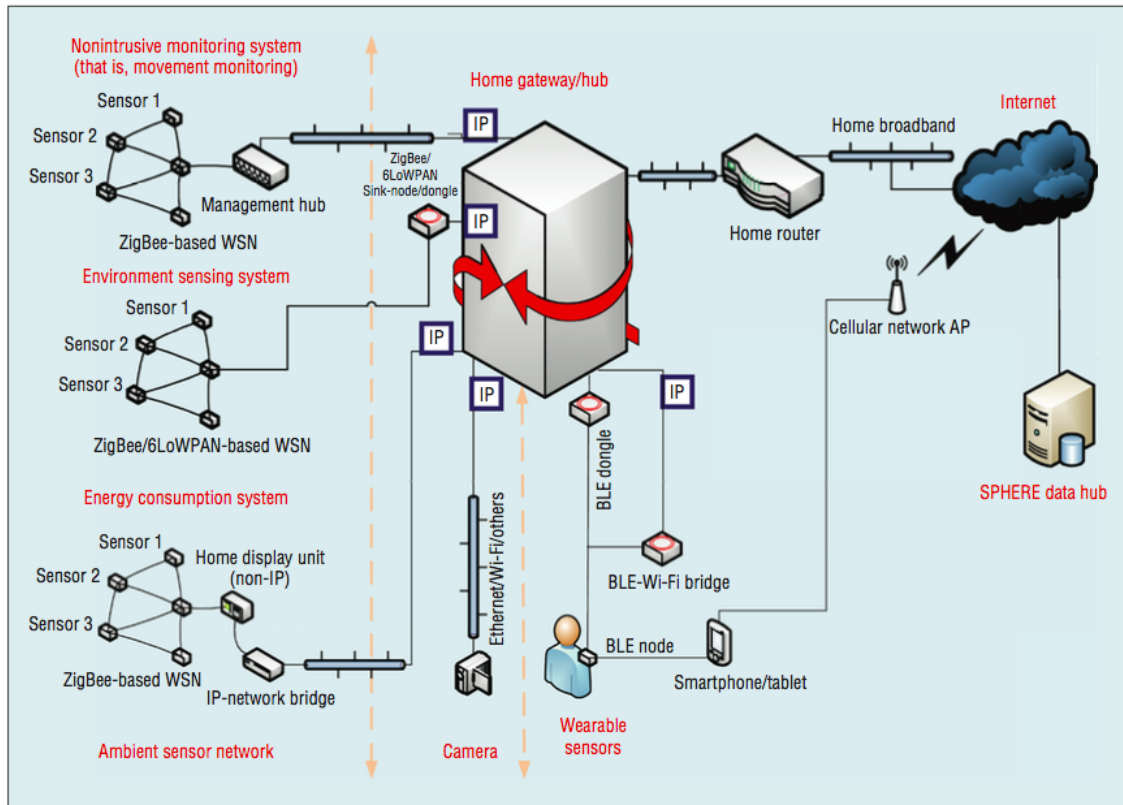 Nonintrusive monitoring system
(that is, movement monitoring)
Sensor 1
Sensor 2
Sensor 3
Management hub
ZigBee-based WSN
Home gateway/hub
IP
ZigBee/
6LoWPAN
Sink-node/dongle
IP
Home broadband
Internet
Home router
Cellular network AP
SPHERE data hub
Environment sensing system
Sensor 1
Sensor 2
Sensor 3
ZigBee/6LoWPAN-based WSN
IP
IP
IP
Energy consumption system
Sensor 1
Sensor 2
Sensor 3
Home display unit
(non-IP)
ZigBee-based WSN
IP-network bridge
Ethernet/Wi-Fi/others
BLE dongle
BLE-Wi-Fi bridge
BLE node
Smartphone/tablet
Ambient sensor network
Camera
Wearable
sensors